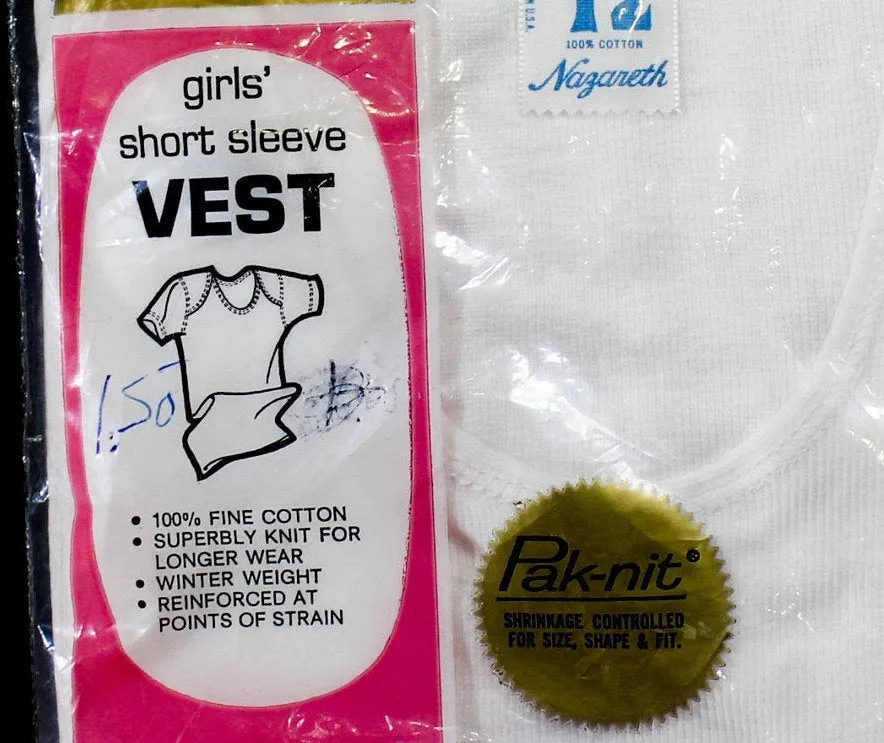 girls'
short sleeve
VEST
1.50
• 100% FINE COTTON
• SUPERBLY KNIT FOR
LONGER WEAR
• WINTER WEIGHT
• REINFORCED AT
POINTS OF STRAIN
100% COTTON
Nazareth
Pak-nit®
SHRINKAGE CONTROLLED
FOR SIZE, SHAPE & FIT.